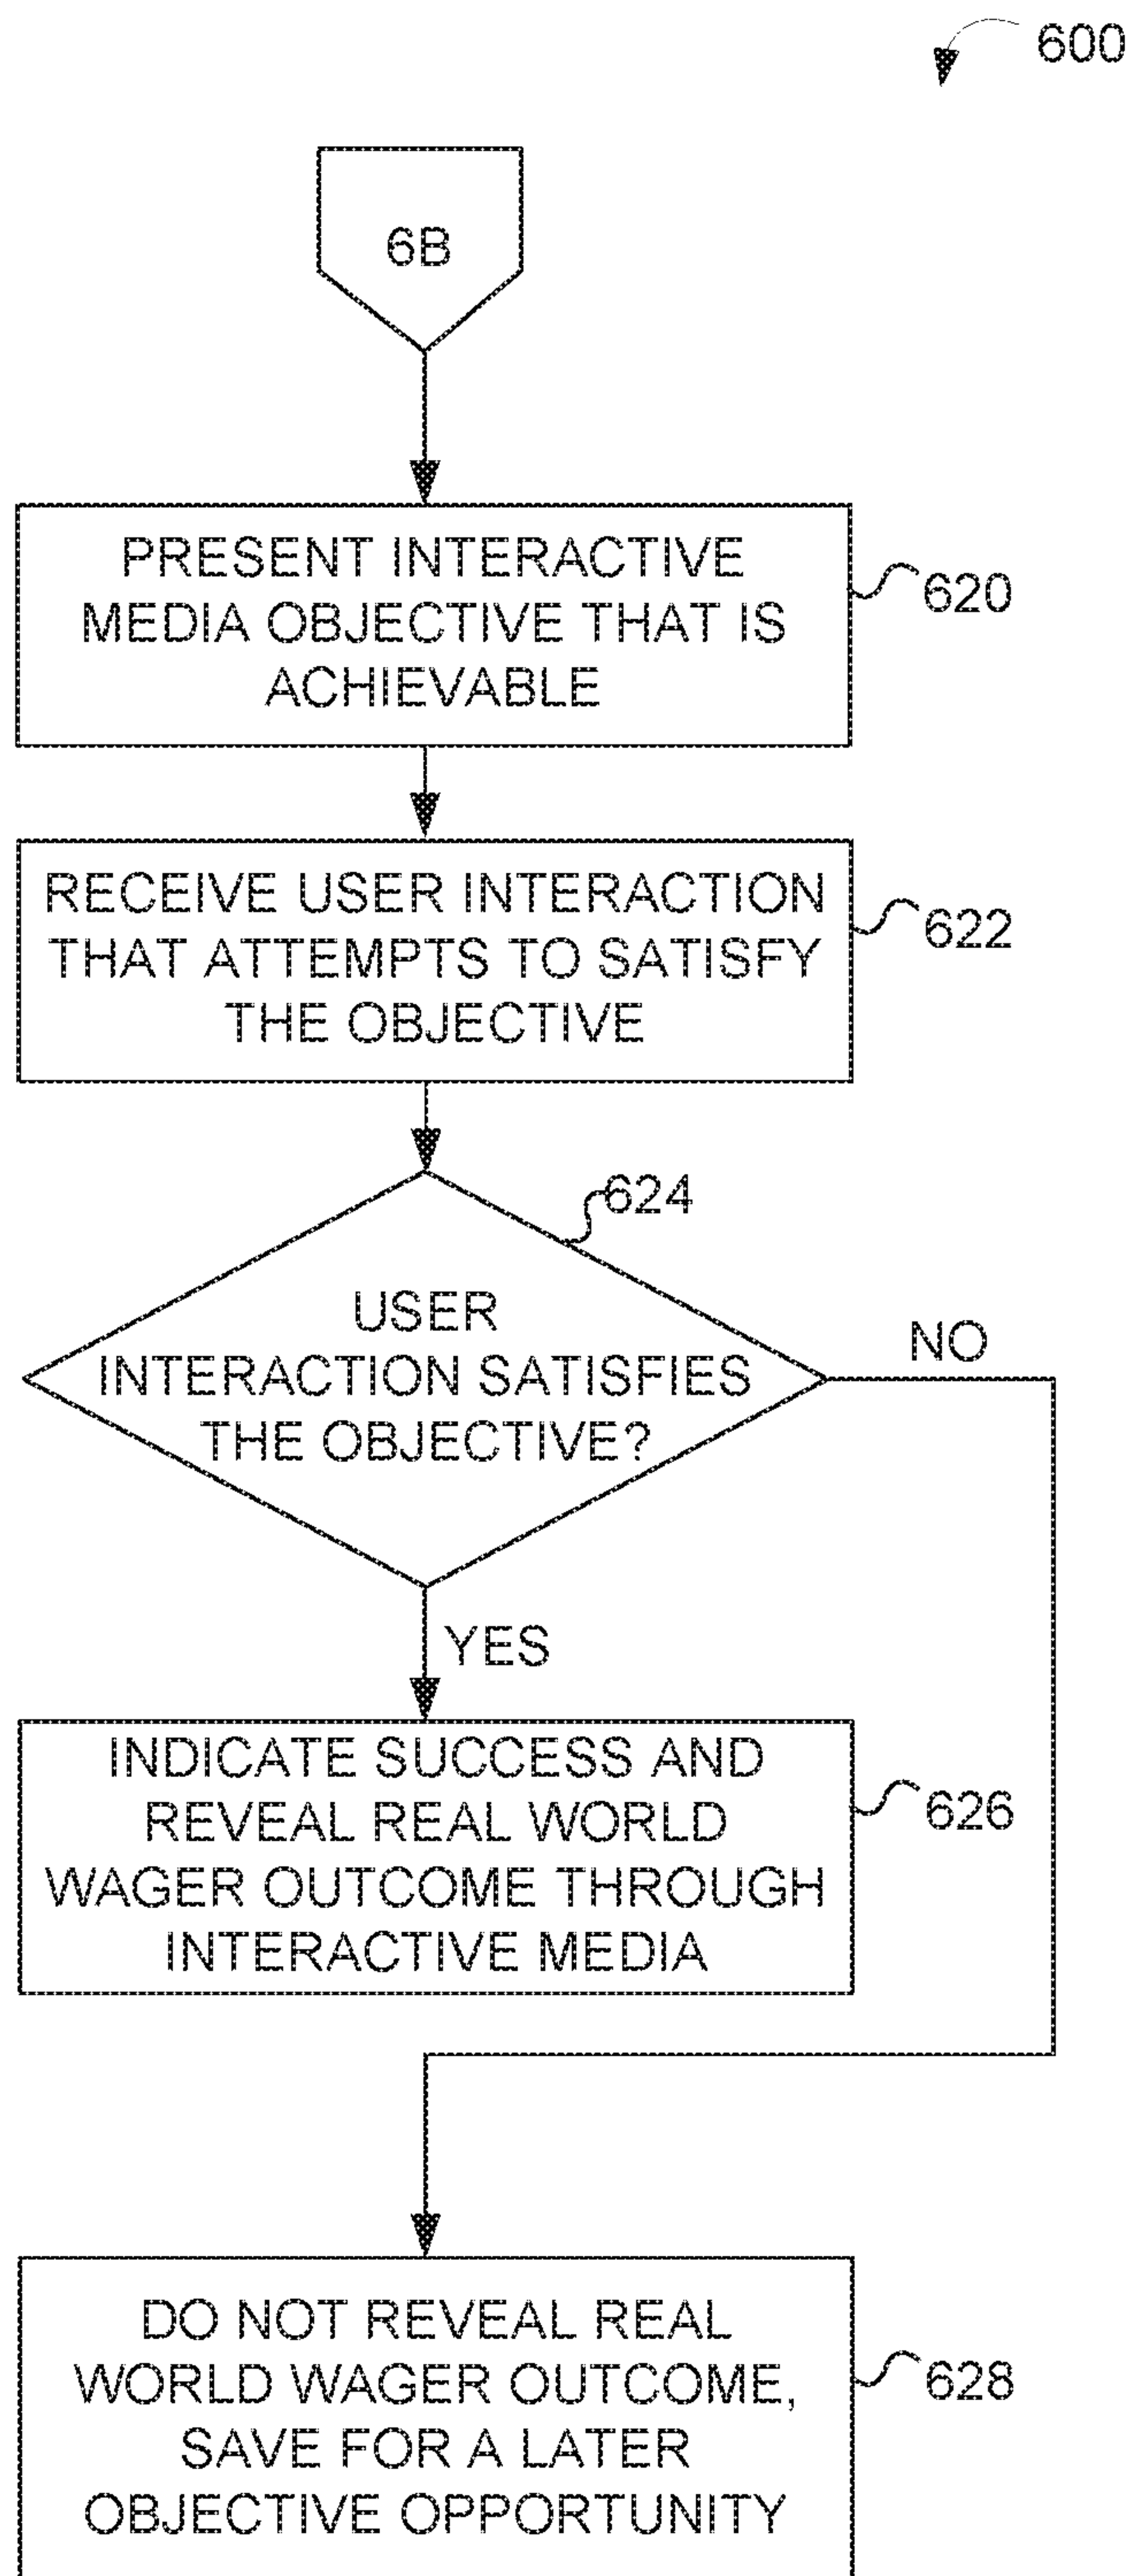 600
6B
PRESENT INTERACTIVE
MEDIA OBJECTIVE THAT IS
ACHIEVABLE
620
RECEIVE USER INTERACTION
THAT ATTEMPTS TO SATISFY
THE OBJECTIVE
622
624
USER
INTERACTION SATISFIES
THE OBJECTIVE?
NO
YES
INDICATE SUCCESS AND
REVEAL REAL WORLD
WAGER OUTCOME THROUGH
INTERACTIVE MEDIA
626
DO NOT REVEAL REAL
WORLD WAGER OUTCOME,
SAVE FOR A LATER
OBJECTIVE OPPORTUNITY
628